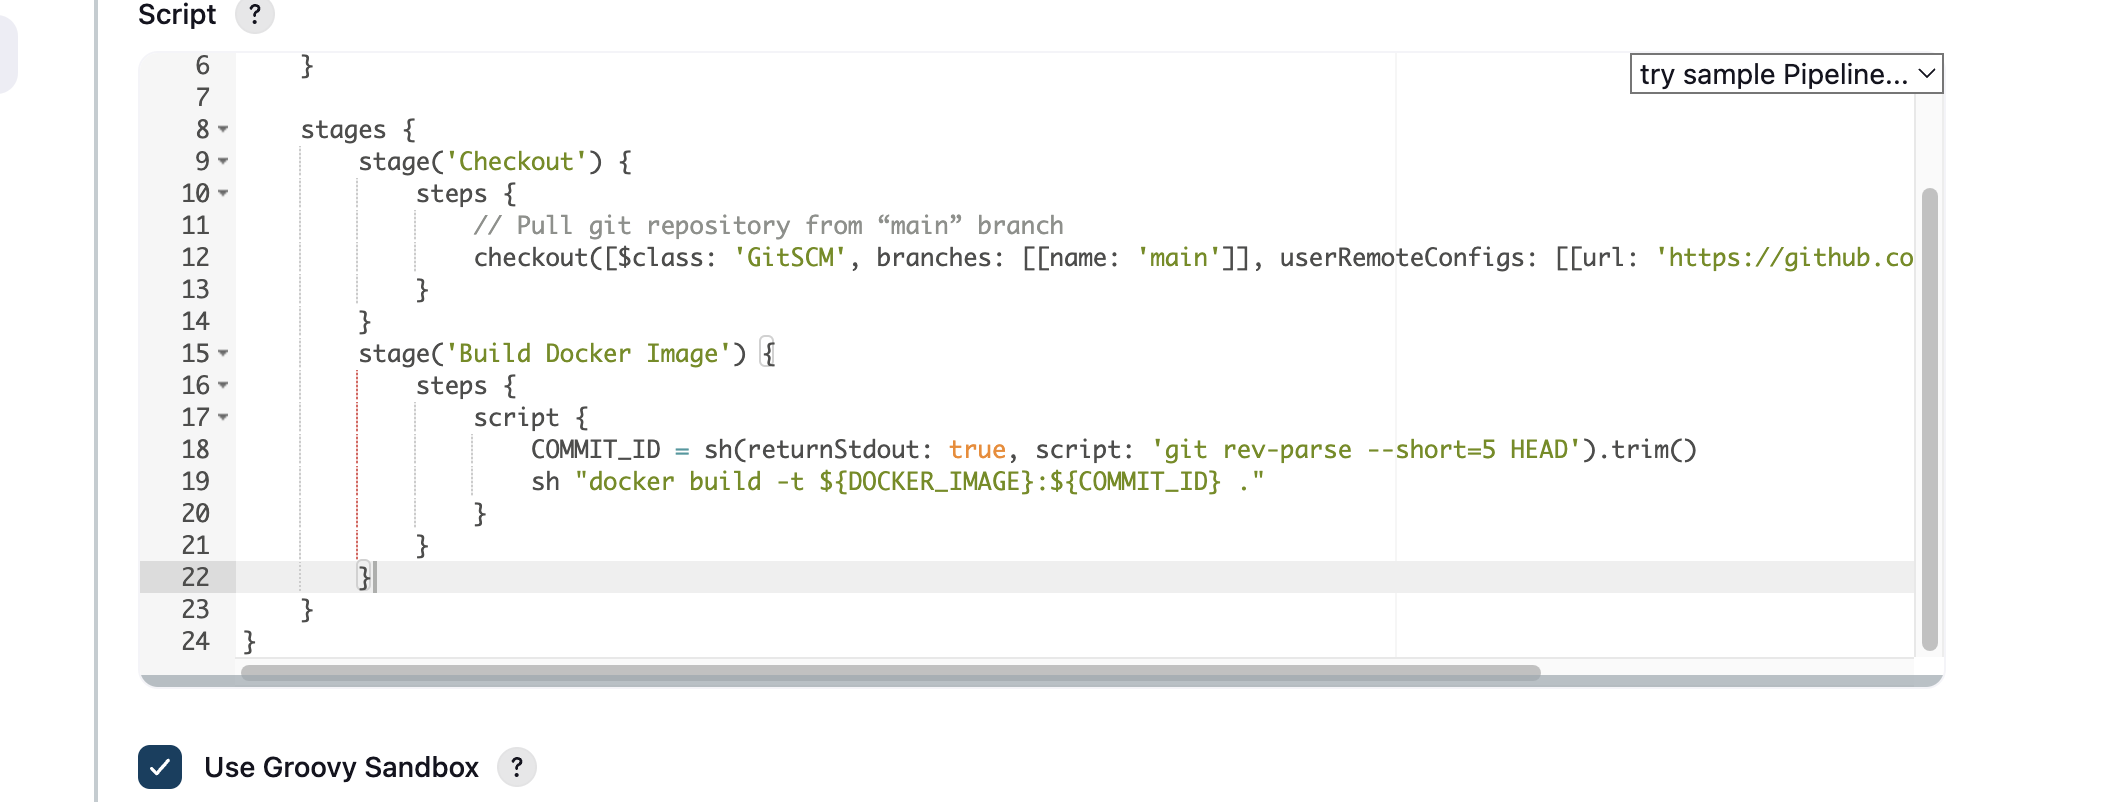 Script ?
try sample Pipeline...
6     }
7
8     stages {
9         stage('Checkout') {
10             steps {
11                 // Pull git repository from “main” branch
12                 checkout([$class: 'GitSCM', branches: [[name: 'main']], userRemoteConfigs: [[url: 'https://github.co
13             }
14         }
15         stage('Build Docker Image') {
16             steps {
17                 script {
18                     COMMIT_ID = sh(returnStdout: true, script: 'git rev-parse --short=5 HEAD').trim()
19                     sh "docker build -t ${DOCKER_IMAGE}:${COMMIT_ID} ."
20                 }
21             }
22         }
23     }
24 }
Use Groovy Sandbox ?